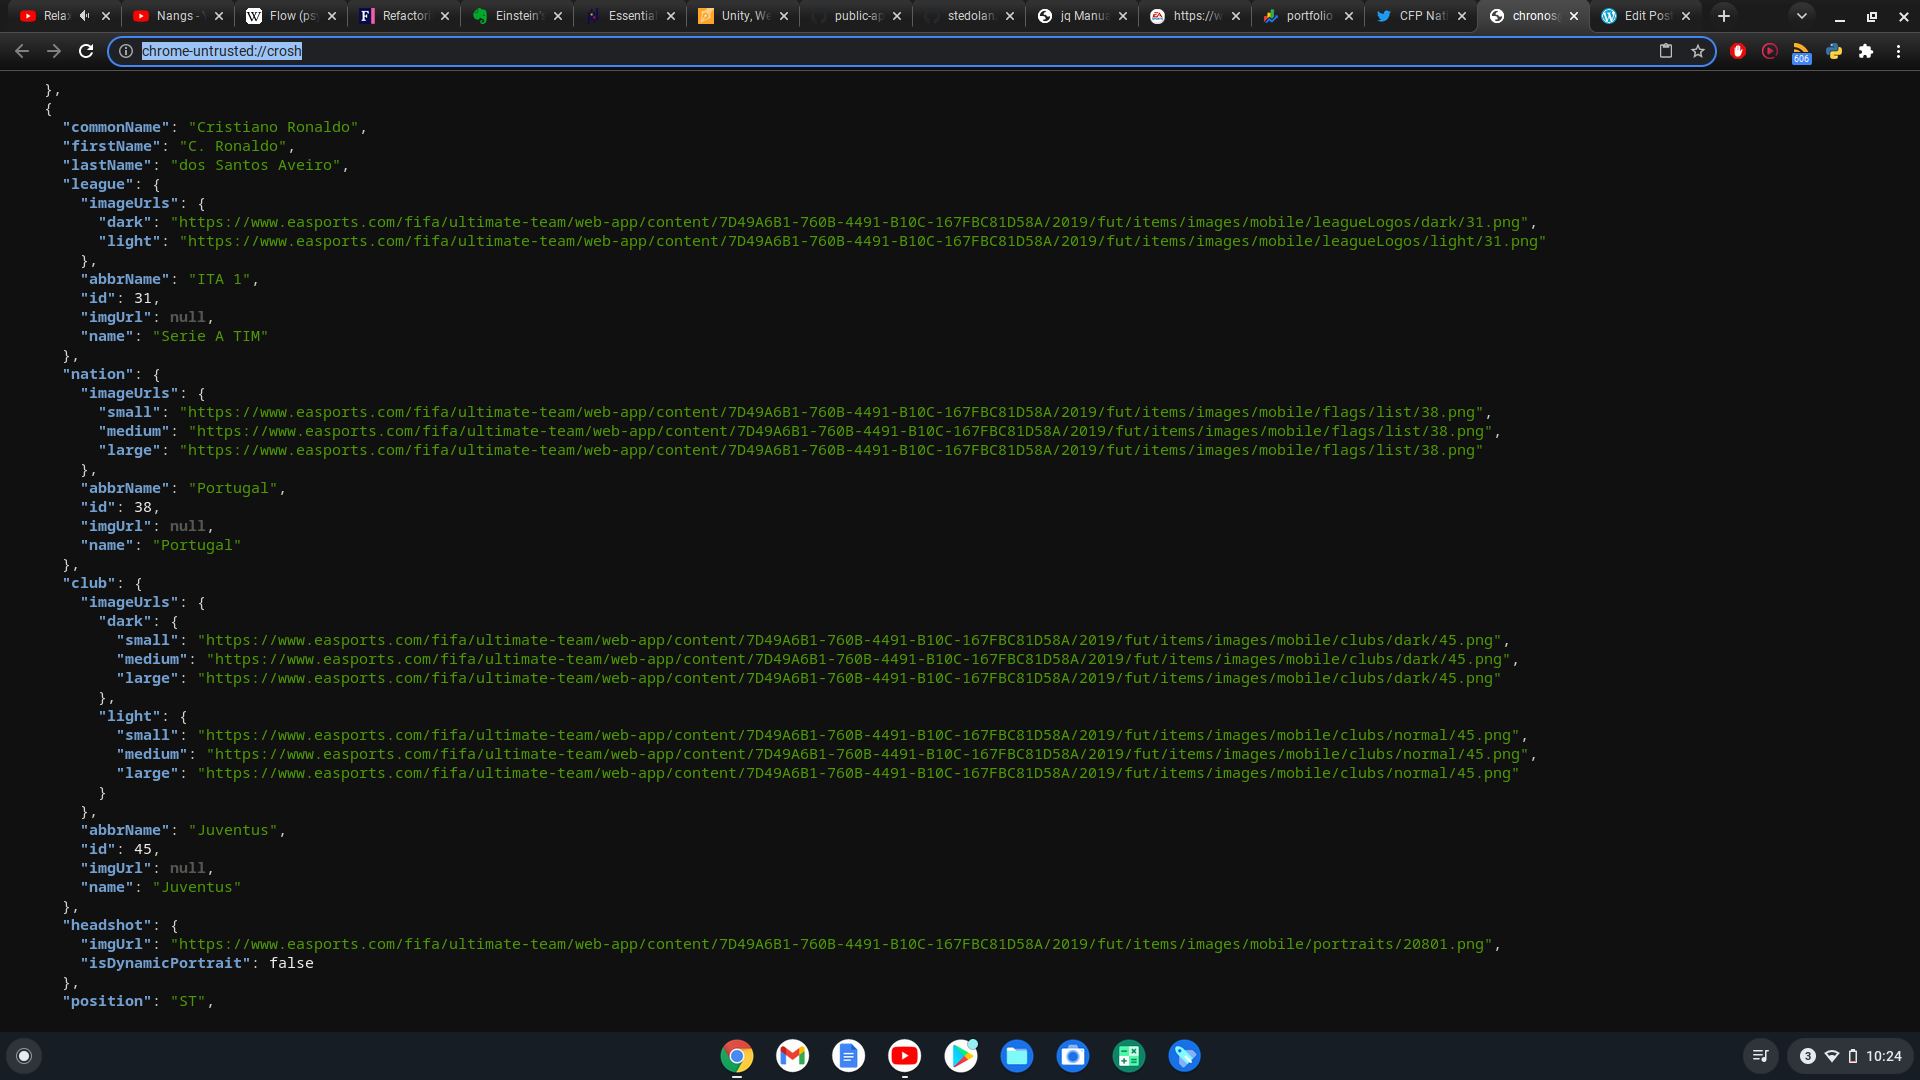 Relax
Nangs - Y
Flow (psy
Refactori
Einstein's
Essential
Unity, We
public-ap
stedolan
jq Manua
https://w
portfolio
CFP Nati
chronos@
Edit Post
chrome-untrusted://crosh
606
},
{
"commonName": "Cristiano Ronaldo",
"firstName": "C. Ronaldo",
"lastName": "dos Santos Aveiro",
"league": {
"imageUrls": {
"dark": "https://www.easports.com/fifa/ultimate-team/web-app/content/7D49A6B1-760B-4491-B10C-167FBC81D58A/2019/fut/items/images/mobile/leagueLogos/dark/31.png",
"light": "https://www.easports.com/fifa/ultimate-team/web-app/content/7D49A6B1-760B-4491-B10C-167FBC81D58A/2019/fut/items/images/mobile/leagueLogos/light/31.png"
},
"abbrName": "ITA 1",
"id": 31,
"imgUrl": null,
"name": "Serie A TIM"
},
"nation": {
"imageUrls": {
"small": "https://www.easports.com/fifa/ultimate-team/web-app/content/7D49A6B1-760B-4491-B10C-167FBC81D58A/2019/fut/items/images/mobile/flags/list/38.png",
"medium": "https://www.easports.com/fifa/ultimate-team/web-app/content/7D49A6B1-760B-4491-B10C-167FBC81D58A/2019/fut/items/images/mobile/flags/list/38.png",
"large": "https://www.easports.com/fifa/ultimate-team/web-app/content/7D49A6B1-760B-4491-B10C-167FBC81D58A/2019/fut/items/images/mobile/flags/list/38.png"
},
"abbrName": "Portugal",
"id": 38,
"imgUrl": null,
"name": "Portugal"
},
"club": {
"imageUrls": {
"dark": {
"small": "https://www.easports.com/fifa/ultimate-team/web-app/content/7D49A6B1-760B-4491-B10C-167FBC81D58A/2019/fut/items/images/mobile/clubs/dark/45.png",
"medium": "https://www.easports.com/fifa/ultimate-team/web-app/content/7D49A6B1-760B-4491-B10C-167FBC81D58A/2019/fut/items/images/mobile/clubs/dark/45.png",
"large": "https://www.easports.com/fifa/ultimate-team/web-app/content/7D49A6B1-760B-4491-B10C-167FBC81D58A/2019/fut/items/images/mobile/clubs/dark/45.png"
},
"light": {
"small": "https://www.easports.com/fifa/ultimate-team/web-app/content/7D49A6B1-760B-4491-B10C-167FBC81D58A/2019/fut/items/images/mobile/clubs/normal/45.png",
"medium": "https://www.easports.com/fifa/ultimate-team/web-app/content/7D49A6B1-760B-4491-B10C-167FBC81D58A/2019/fut/items/images/mobile/clubs/normal/45.png",
"large": "https://www.easports.com/fifa/ultimate-team/web-app/content/7D49A6B1-760B-4491-B10C-167FBC81D58A/2019/fut/items/images/mobile/clubs/normal/45.png"
}
},
"abbrName": "Juventus",
"id": 45,
"imgUrl": null,
"name": "Juventus"
},
"headshot": {
"imgUrl": "https://www.easports.com/fifa/ultimate-team/web-app/content/7D49A6B1-760B-4491-B10C-167FBC81D58A/2019/fut/items/images/mobile/portraits/20801.png",
"isDynamicPortrait": false
},
"position": "ST",
3
10:24